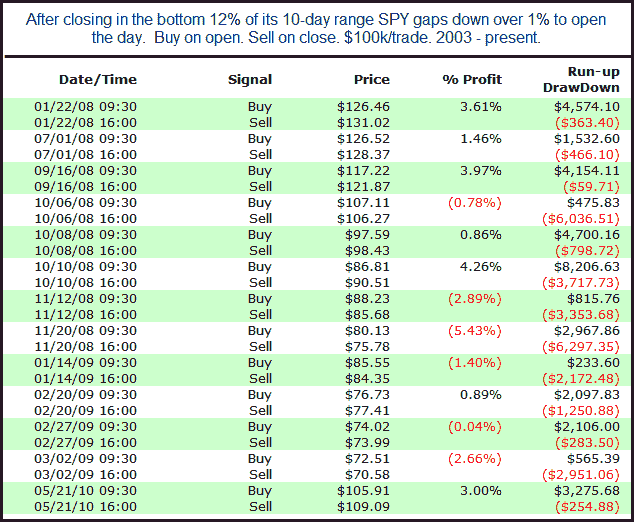 After closing in the bottom 12% of its 10-day range SPY gaps down over 1% to open
the day.  Buy on open. Sell on close. $100k/trade. 2003 - present.
Date/Time Signal Price % Profit Run-up
DrawDown
01/22/08 09:30 Buy $126.46 3.61% $4,574.10
01/22/08 16:00 Sell $131.02 ($363.40)
07/01/08 09:30 Buy $126.52 1.46% $1,532.60
07/01/08 16:00 Sell $128.37 ($466.10)
09/16/08 09:30 Buy $117.22 3.97% $4,154.11
09/16/08 16:00 Sell $121.87 ($59.71)
10/06/08 09:30 Buy $107.11 (0.78%) $475.83
10/06/08 16:00 Sell $106.27 ($6,036.51)
10/08/08 09:30 Buy $97.59 0.86% $4,700.16
10/08/08 16:00 Sell $98.43 ($798.72)
10/10/08 09:30 Buy $86.81 4.26% $8,206.63
10/10/08 16:00 Sell $90.51 ($3,717.73)
11/12/08 09:30 Buy $88.23 (2.89%) $815.76
11/12/08 16:00 Sell $85.68 ($3,353.68)
11/20/08 09:30 Buy $80.13 (5.43%) $2,967.86
11/20/08 16:00 Sell $75.78 ($6,297.35)
01/14/09 09:30 Buy $85.55 (1.40%) $233.60
01/14/09 16:00 Sell $84.35 ($2,172.48)
02/20/09 09:30 Buy $76.73 0.89% $2,097.83
02/20/09 16:00 Sell $77.41 ($1,250.88)
02/27/09 09:30 Buy $74.02 (0.04%) $2,106.00
02/27/09 16:00 Sell $73.99 ($283.50)
03/02/09 09:30 Buy $72.51 (2.66%) $565.39
03/02/09 16:00 Sell $70.58 ($2,951.06)
05/21/10 09:30 Buy $105.91 3.00% $3,275.68
05/21/10 16:00 Sell $109.09 ($254.88)